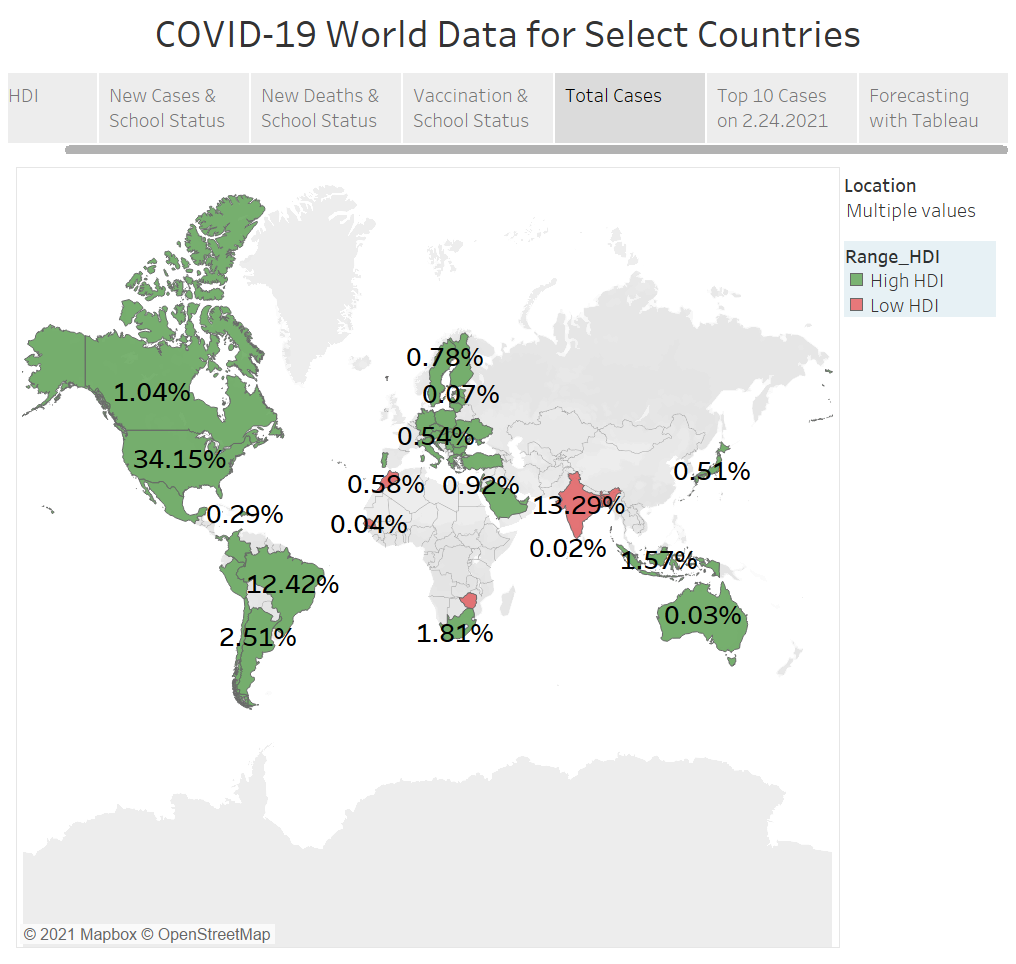 COVID-19 World Data for Select Countries
HDI
New Cases &
School Status
New Deaths &
School Status
Vaccination &
School Status
Total Cases
Top 10 Cases
on 2.24.2021
Forecasting
with Tableau
Location
Multiple values
Range_HDI
High HDI
Low HDI
0.78%
1.04%
0.07%
0.54%
34.15%
0.51%
0.58%
0.92%
13.29%
0.29%
0.04%
0.02%
1.57%
12.42%
0.03%
2.51%
1.81%
© 2021 Mapbox © OpenStreetMap